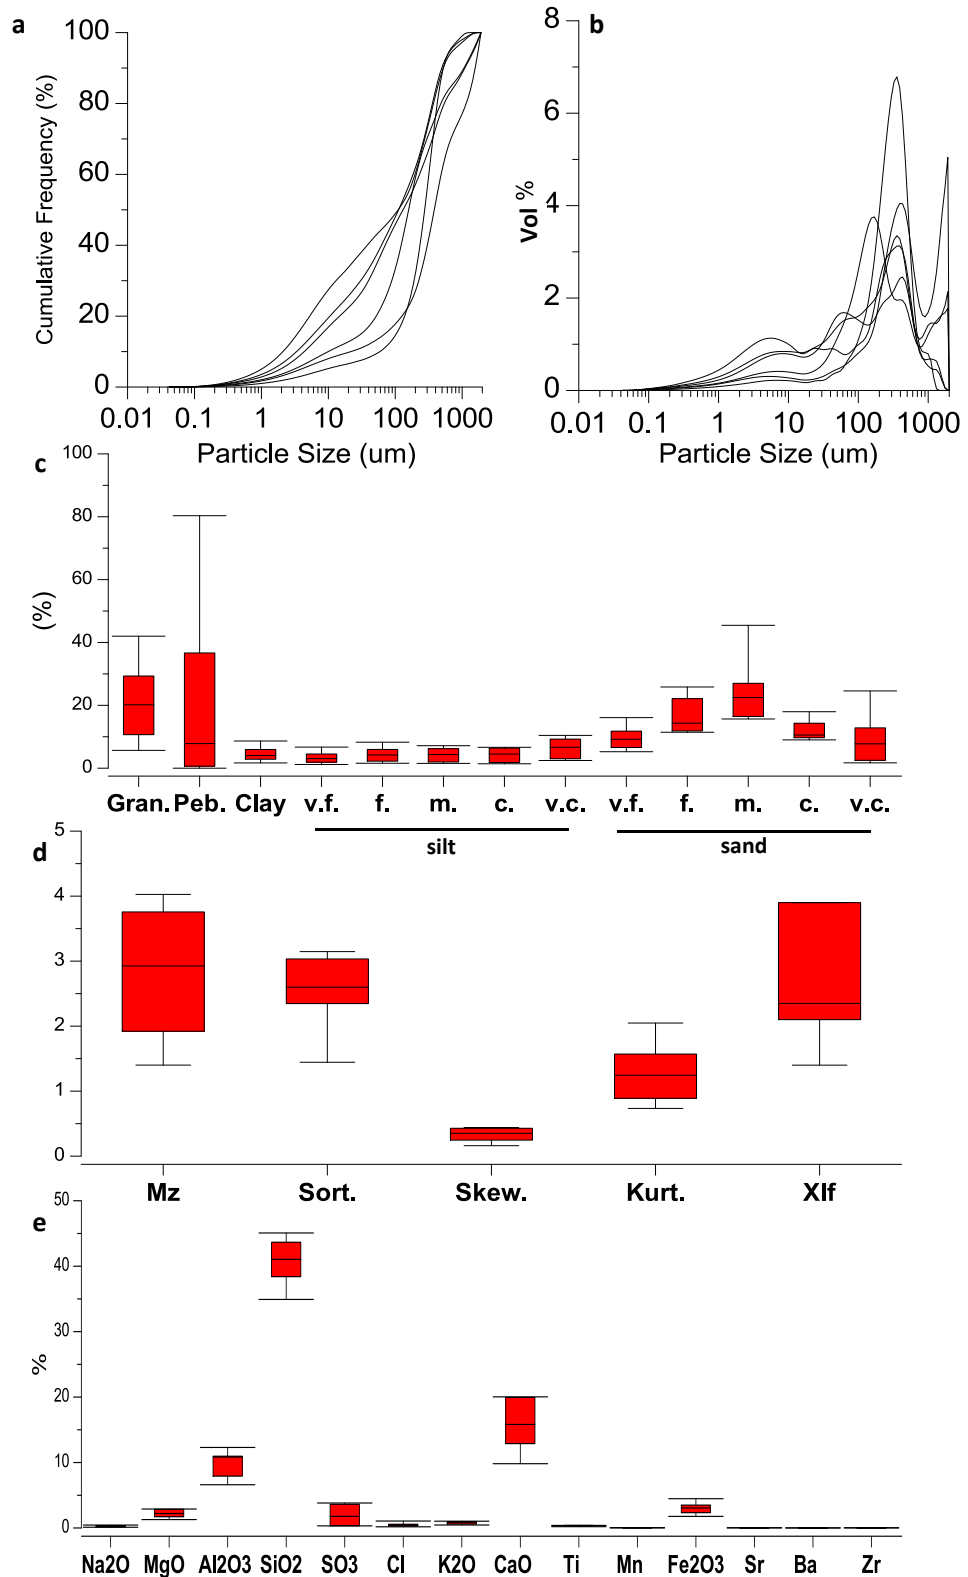 a
b
Cumulative Frequency (%)
100
80
60
40
20
0
0.01 0.1 1 10 100 1000
Particle Size (um)
Vol %
8
6
4
2
0
0.01 0.1 1 10 100 1000
Particle Size (um)
c
(%)
100
80
60
40
20
0
Gran. Peb. Clay v.f. f. m. c. v.c. v.f. f. m. c. v.c.
silt sand
d
5
4
3
2
1
0
Mz Sort. Skew. Kurt. Xlf
e
%
50
40
30
20
10
0
Na2O MgO Al2O3 SiO2 SO3 Cl K2O CaO Ti Mn Fe2O3 Sr Ba Zr